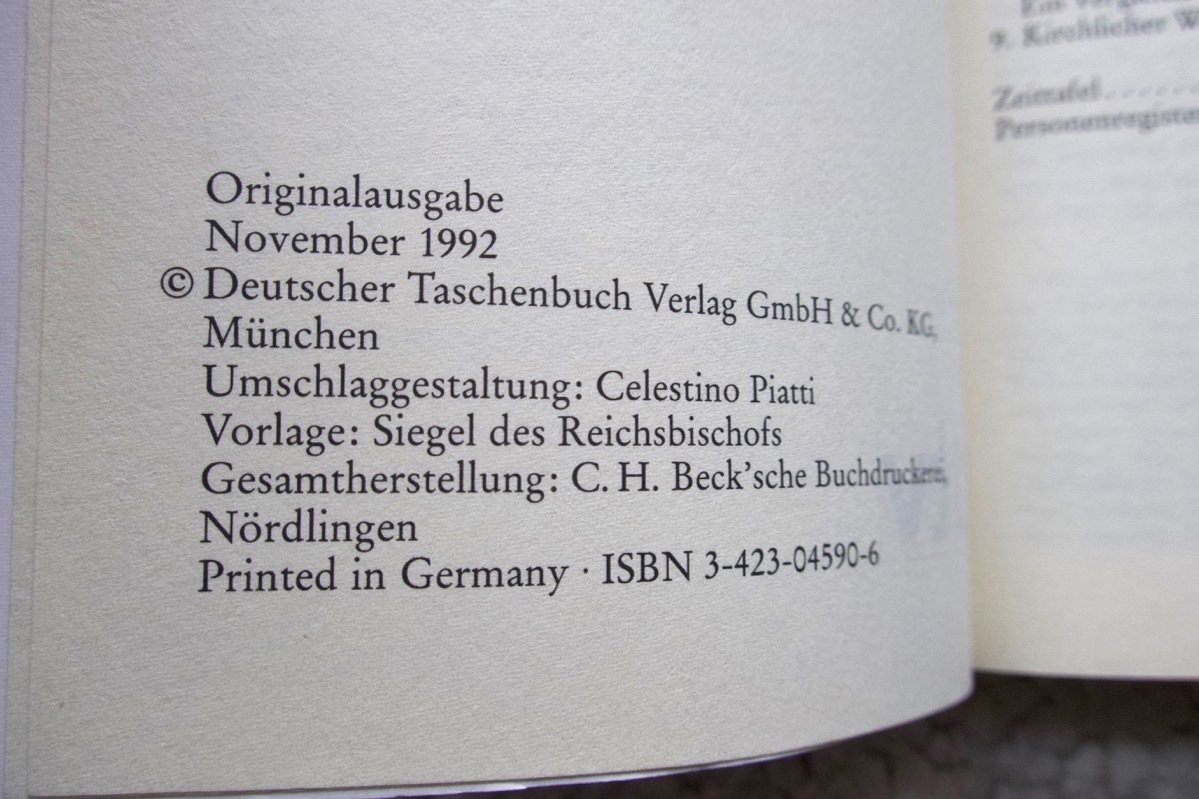 Originalausgabe
November 1992
© Deutscher Taschenbuch Verlag GmbH & Co. KG,
München
Umschlaggestaltung: Celestino Piatti
Vorlage: Siegel des Reichsbischofs
Gesamtherstellung: C. H. Beck’sche Buchdruckerei,
Nördlingen
Printed in Germany · ISBN 3-423-04590-6
9. Kirchlicher
Zeittafel
Personenregister